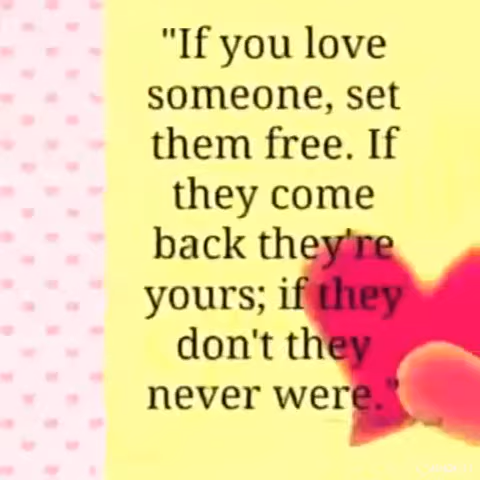 "If you love
someone, set
them free. If
they come
back they're
yours; if they
don't they
never were."